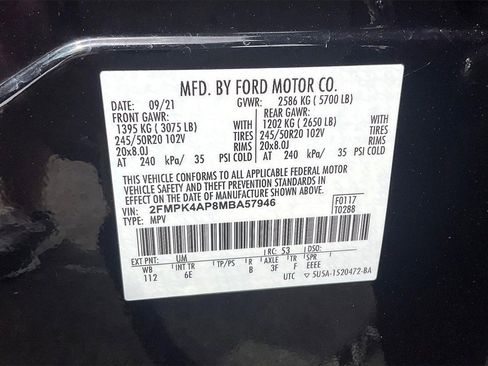 MFD. BY FORD MOTOR CO.
DATE: 09/21 GVWR: 2586 KG ( 5700 LB)
FRONT GAWR: REAR GAWR:
1395 KG ( 3075 LB) WITH 1202 KG ( 2650 LB) WITH
245/50R20 102V TIRES 245/50R20 102V TIRES
20x8.0J RIMS 20x8.0J RIMS
AT 240 kPa/ 35 PSI COLD AT 240 kPa/ 35 PSI COLD
THIS VEHICLE CONFORMS TO ALL APPLICABLE FEDERAL MOTOR
VEHICLE SAFETY AND THEFT PREVENTION STANDARDS IN EFFECT ON THE DATE OF
MANUFACTURE SHOWN ABOVE.
VIN: 2FMPK4AP8MBA57946 F0117
TYPE: MPV T0288
EXT PNT: UM RC: 53 DSO:
WB INT TR TP/PS R AXLE TR SPR
112 6E B 3F F EEEE
UTC 5U5A-1520472-BA